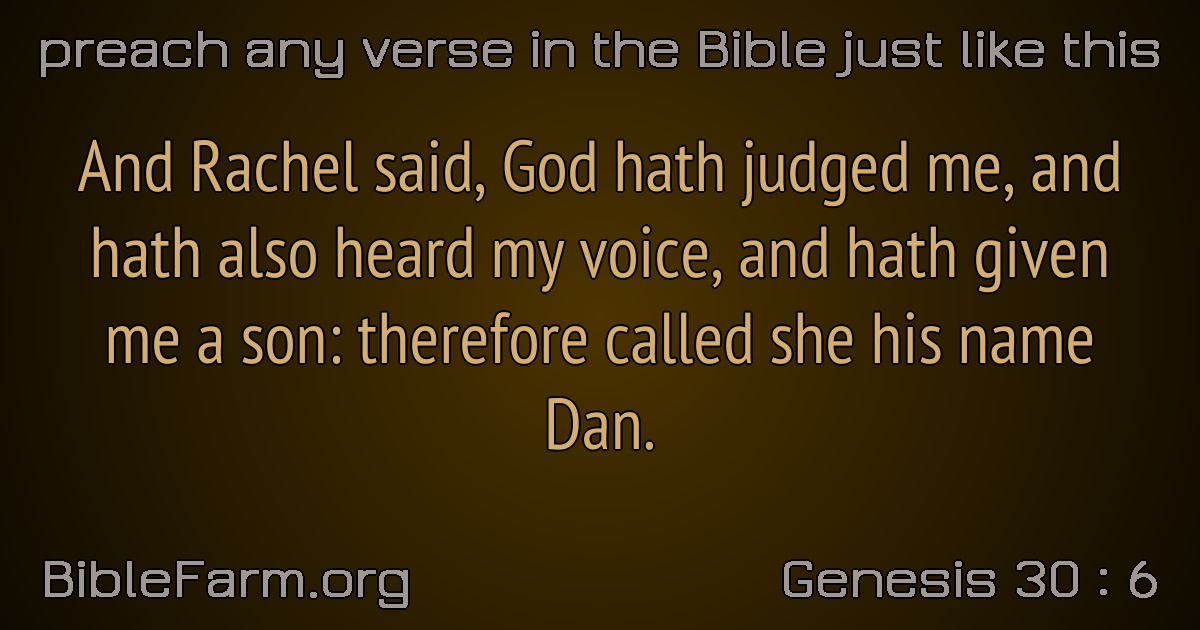 preach any verse in the Bible just like this
And Rachel said, God hath judged me, and
hath also heard my voice, and hath given
me a son: therefore called she his name
Dan.
BibleFarm.org
Genesis 30 : 6